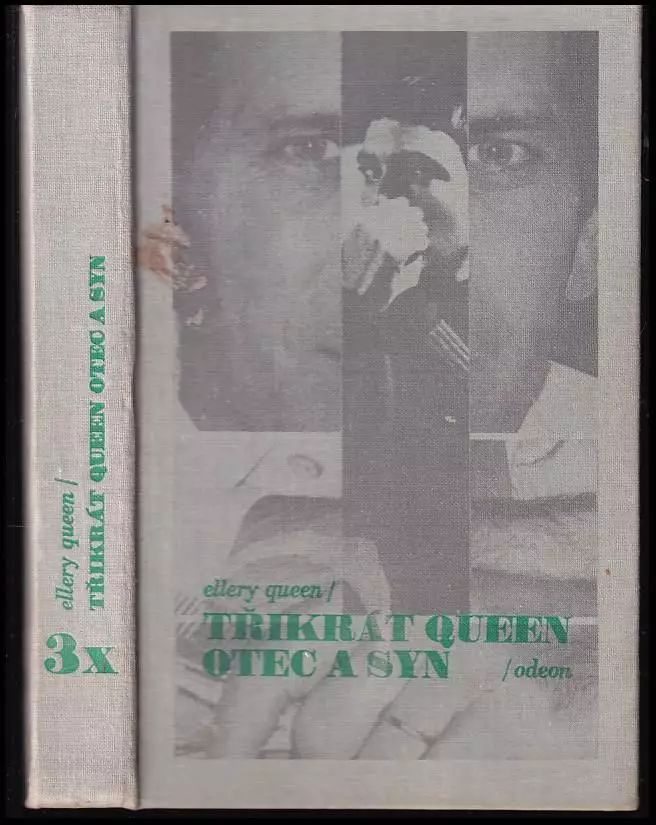 ellery queen /
TŘIKRÁT QUEEN OTEC A SYN
3x
ellery queen /
TŘIKRÁT QUEEN
OTEC A SYN
/ odeon